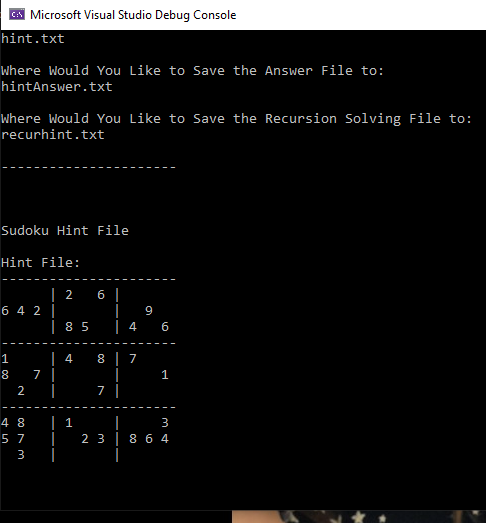 Microsoft Visual Studio Debug Console
hint.txt
Where Would You Like to Save the Answer File to:
hintAnswer.txt
Where Would You Like to Save the Recursion Solving File to:
recurhint.txt
----------------------
Sudoku Hint File
Hint File:
----------------------
      | 2   6 |
6 4 2 |       |   9
      | 8 5   | 4   6
----------------------
1     | 4   8 | 7
8   7 |       |     1
  2   |     7 |
----------------------
4 8   | 1     |     3
5 7   |   2 3 | 8 6 4
  3   |       |